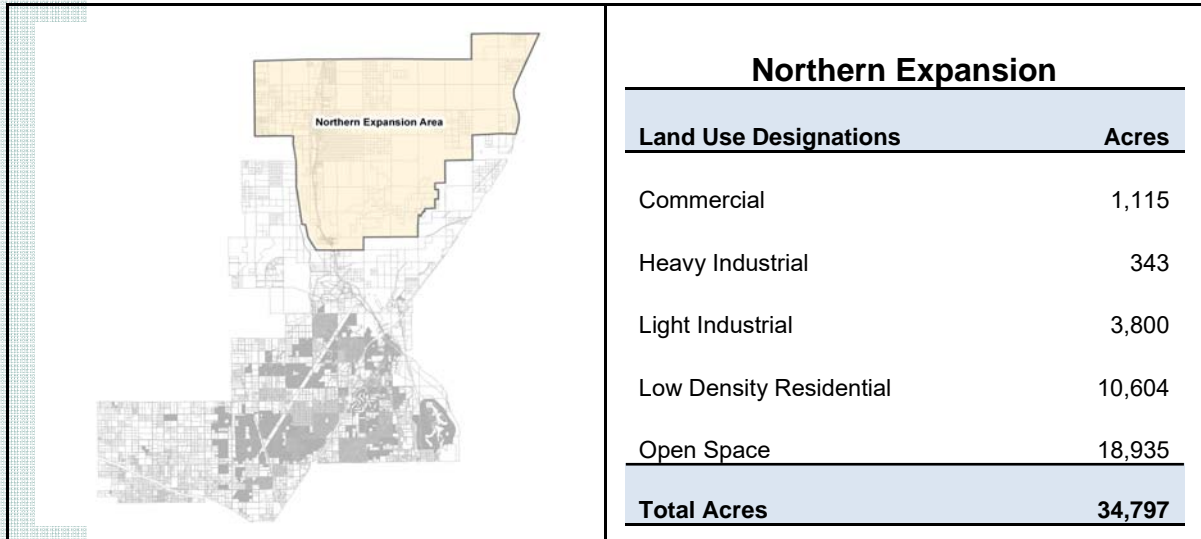 Northern Expansion Area
Northern Expansion
Land Use Designations Acres
Commercial 1,115
Heavy Industrial 343
Light Industrial 3,800
Low Density Residential 10,604
Open Space 18,935
Total Acres 34,797